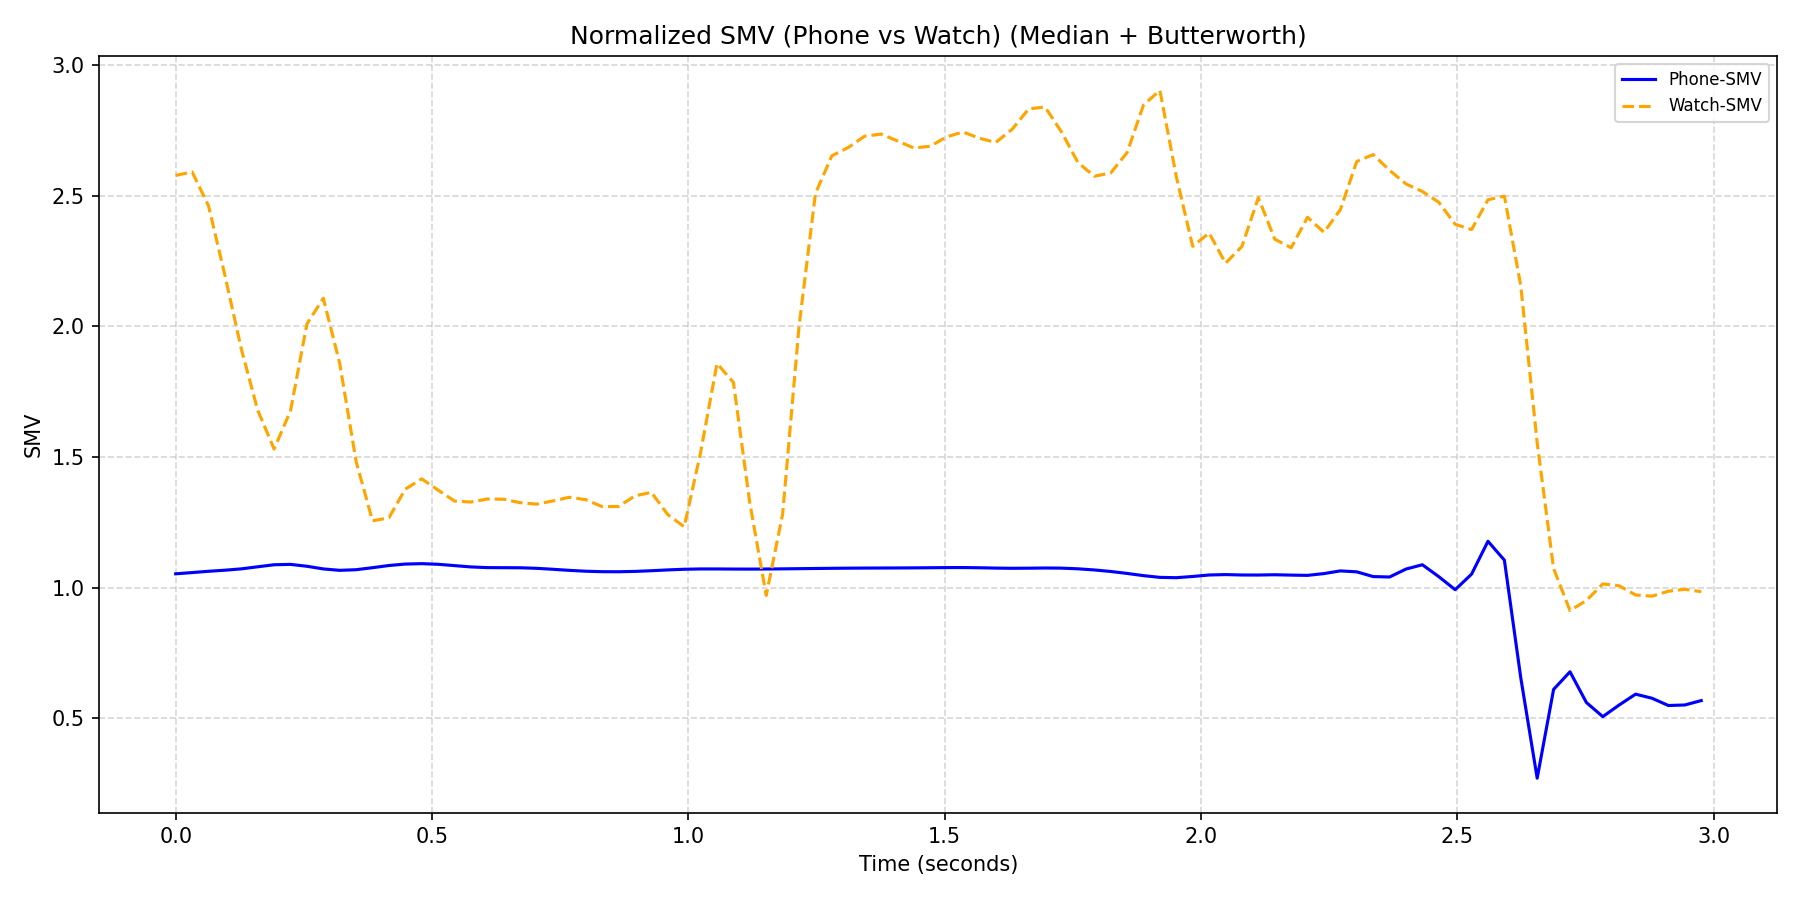 Normalized SMV (Phone vs Watch) (Median + Butterworth)
Phone-SMV
Watch-SMV
SMV
3.0
2.5
2.0
1.5
1.0
0.5
0.0 0.5 1.0 1.5 2.0 2.5 3.0
Time (seconds)